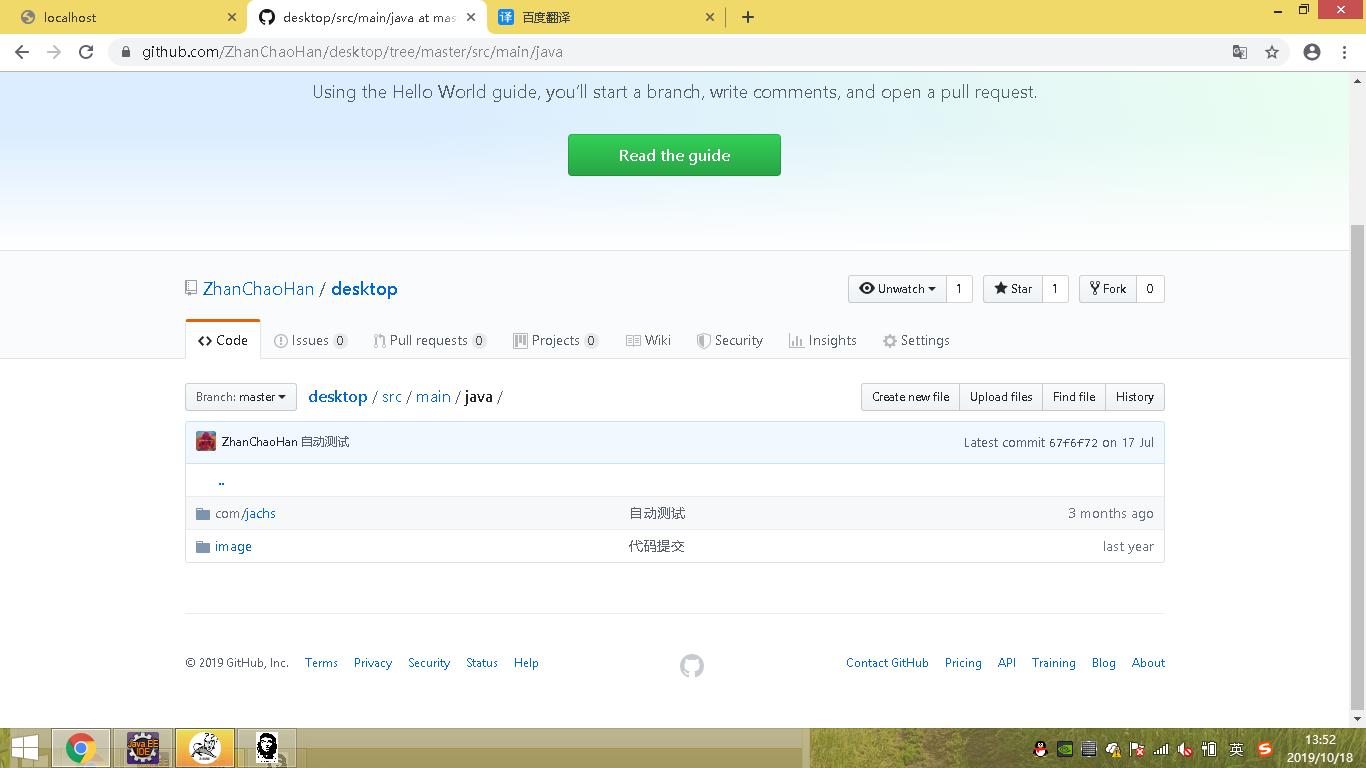 localhost
desktop/src/main/java at mas
百度翻译
github.com/ZhanChaoHan/desktop/tree/master/src/main/java
Using the Hello World guide, you’ll start a branch, write comments, and open a pull request.
Read the guide
ZhanChaoHan / desktop
Unwatch 1 Star 1 Fork 0
Code Issues 0 Pull requests 0 Projects 0 Wiki Security Insights Settings
Branch: master desktop / src / main / java / Create new file Upload files Find file History
ZhanChaoHan 自动测试 Latest commit 67f6f72 on 17 Jul
..
com/jachs 自动测试 3 months ago
image 代码提交 last year
© 2019 GitHub, Inc. Terms Privacy Security Status Help Contact GitHub Pricing API Training Blog About
Java EE
IDE
英
13:52
2019/10/18